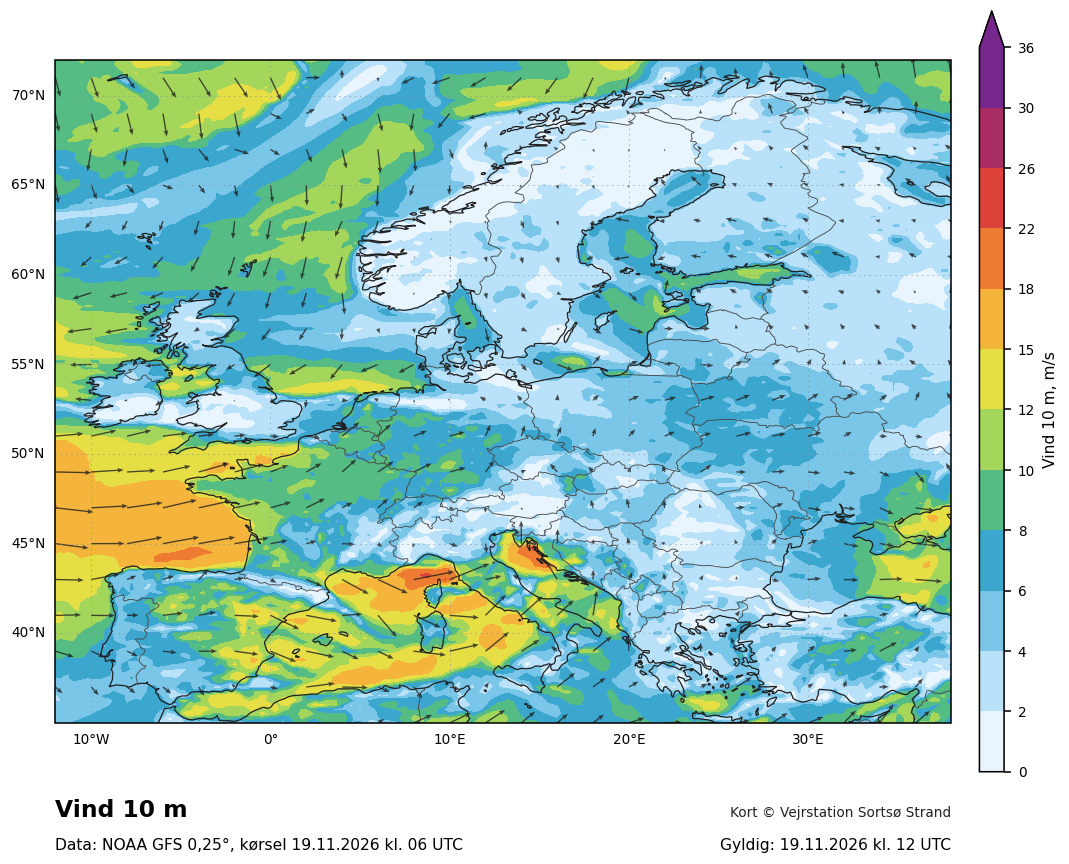 70°N
65°N
60°N
55°N
50°N
45°N
40°N
10°W
0°
10°E
20°E
30°E
36
30
26
22
18
15
12
10
8
6
4
2
0
Vind 10 m, m/s
Vind 10 m
Kort © Vejrstation Sortsø Strand
Data: NOAA GFS 0,25°, kørsel 19.11.2026 kl. 06 UTC
Gyldig: 19.11.2026 kl. 12 UTC